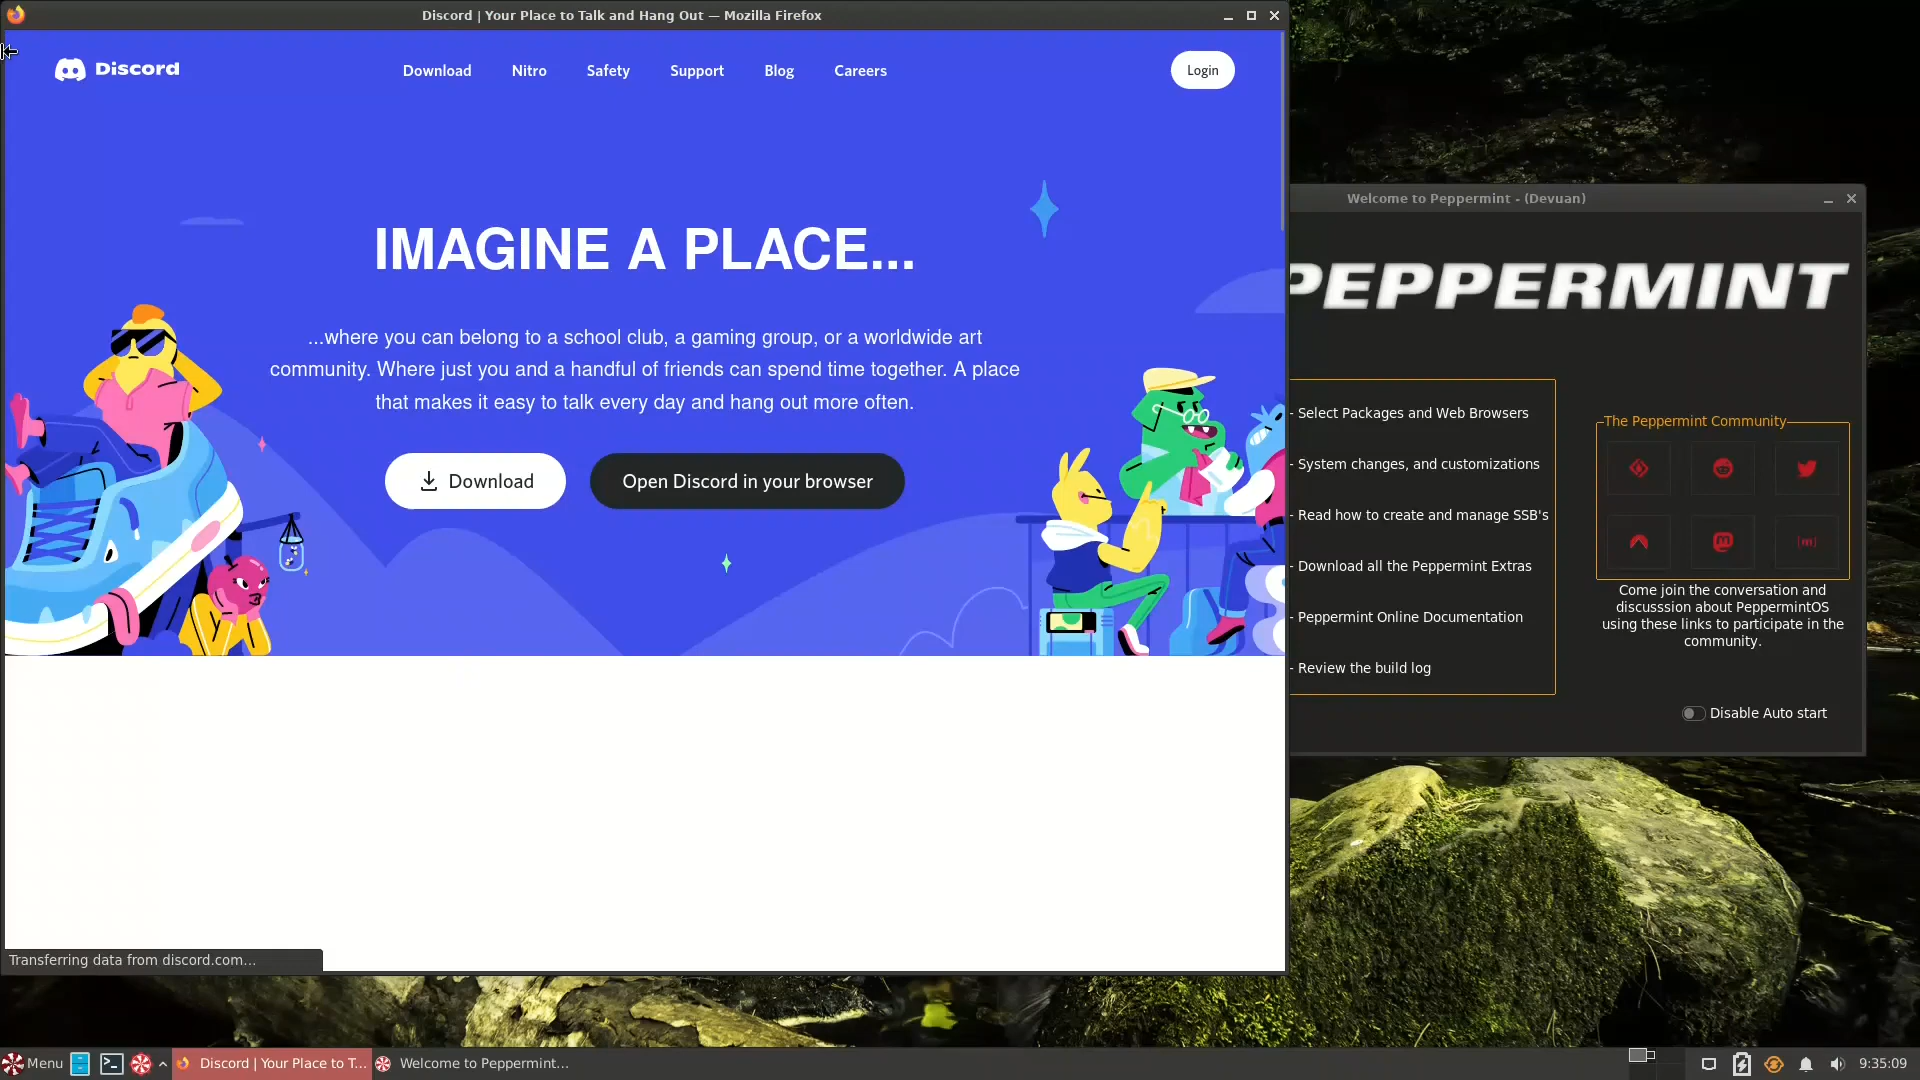 Discord | Your Place to Talk and Hang Out — Mozilla Firefox
Discord
Download
Nitro
Safety
Support
Blog
Careers
Login
IMAGINE A PLACE...
...where you can belong to a school club, a gaming group, or a worldwide art
community. Where just you and a handful of friends can spend time together. A place
that makes it easy to talk every day and hang out more often.
Download
Open Discord in your browser
Transferring data from discord.com...
Welcome to Peppermint - (Devuan)
PEPPERMINT
- Select Packages and Web Browsers
- System changes, and customizations
- Read how to create and manage SSB's
- Download all the Peppermint Extras
- Peppermint Online Documentation
- Review the build log
The Peppermint Community
[m]
Come join the conversation and
discusssion about PeppermintOS
using these links to participate in the
community.
Disable Auto start
Menu
Discord | Your Place to T...
Welcome to Peppermint...
9:35:09